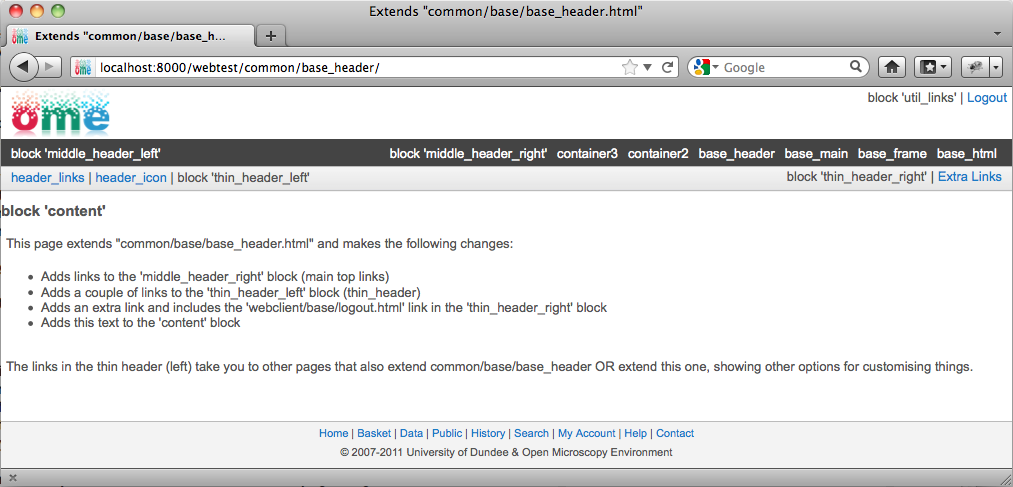 Extends "common/base/base_header.html"
Extends "common/base/base_h...
localhost:8000/webtest/common/base_header/
Google
ome
block 'util_links' | Logout
block 'middle_header_left'
block 'middle_header_right' container3 container2 base_header base_main base_frame base_html
header_links | header_icon | block 'thin_header_left'
block 'thin_header_right' | Extra Links
block 'content'
This page extends "common/base/base_header.html" and makes the following changes:
• Adds links to the 'middle_header_right' block (main top links)
• Adds a couple of links to the 'thin_header_left' block (thin_header)
• Adds an extra link and includes the 'webclient/base/logout.html' link in the 'thin_header_right' block
• Adds this text to the 'content' block
The links in the thin header (left) take you to other pages that also extend common/base/base_header OR extend this one, showing other options for customising things.
Home | Basket | Data | Public | History | Search | My Account | Help | Contact
© 2007-2011 University of Dundee & Open Microscopy Environment